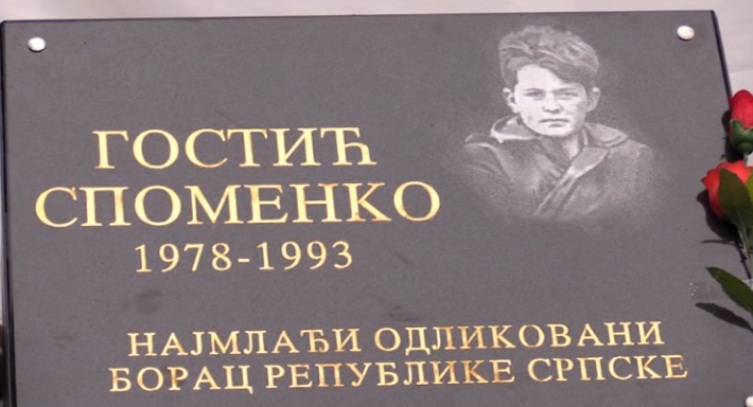 ГОСТИЋ
СПОМЕНКО
1978-1993
НАЈМЛАЂИ ОДЛИКОВАНИ
БОРАЦ РЕПУБЛИКЕ СРПСКЕ